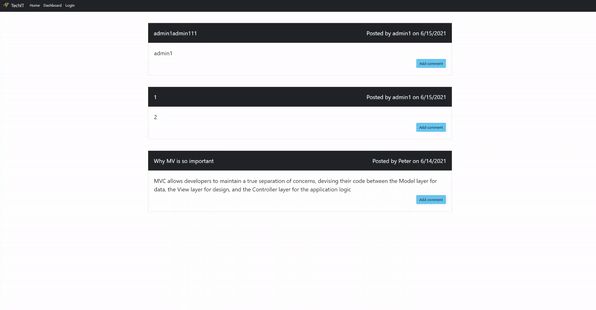 TechIT Home Dashboard Login
admin1admin111 Posted by admin1 on 6/15/2021
admin1
Add comment
1 Posted by admin1 on 6/15/2021
2
Add comment
Why MV is so important Posted by Peter on 6/14/2021
MVC allows developers to maintain a true separation of concerns, devising their code between the Model layer for
data, the View layer for design, and the Controller layer for the application logic
Add comment